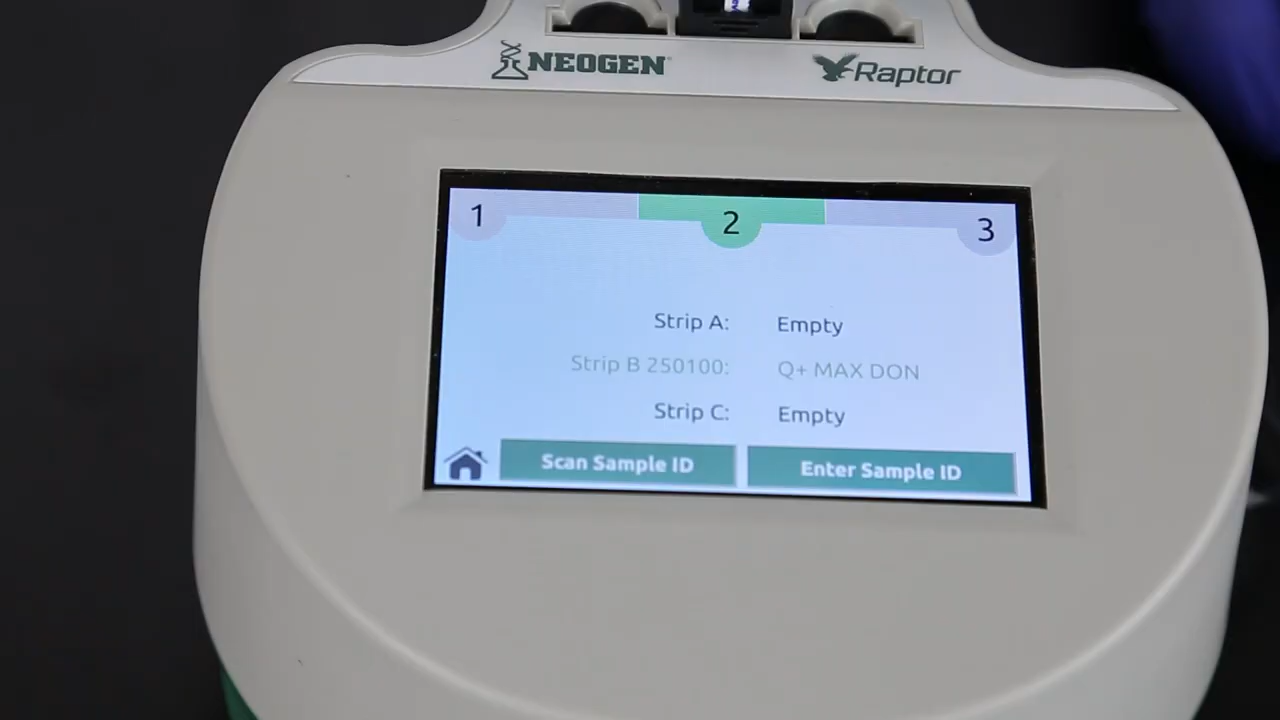 NEOGEN
Raptor
1
2
3
Strip A: Empty
Strip B 250100: Q+ MAX DON
Strip C: Empty
Scan Sample ID
Enter Sample ID